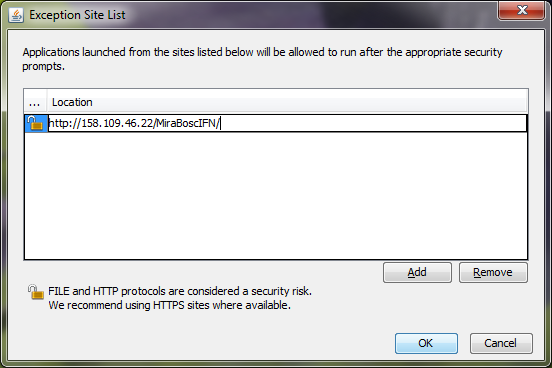 Exception Site List
Applications launched from the sites listed below will be allowed to run after the appropriate security
prompts.
... Location
http://158.109.46.22/MiraBoscIFN/
Add Remove
FILE and HTTP protocols are considered a security risk.
We recommend using HTTPS sites where available.
OK Cancel